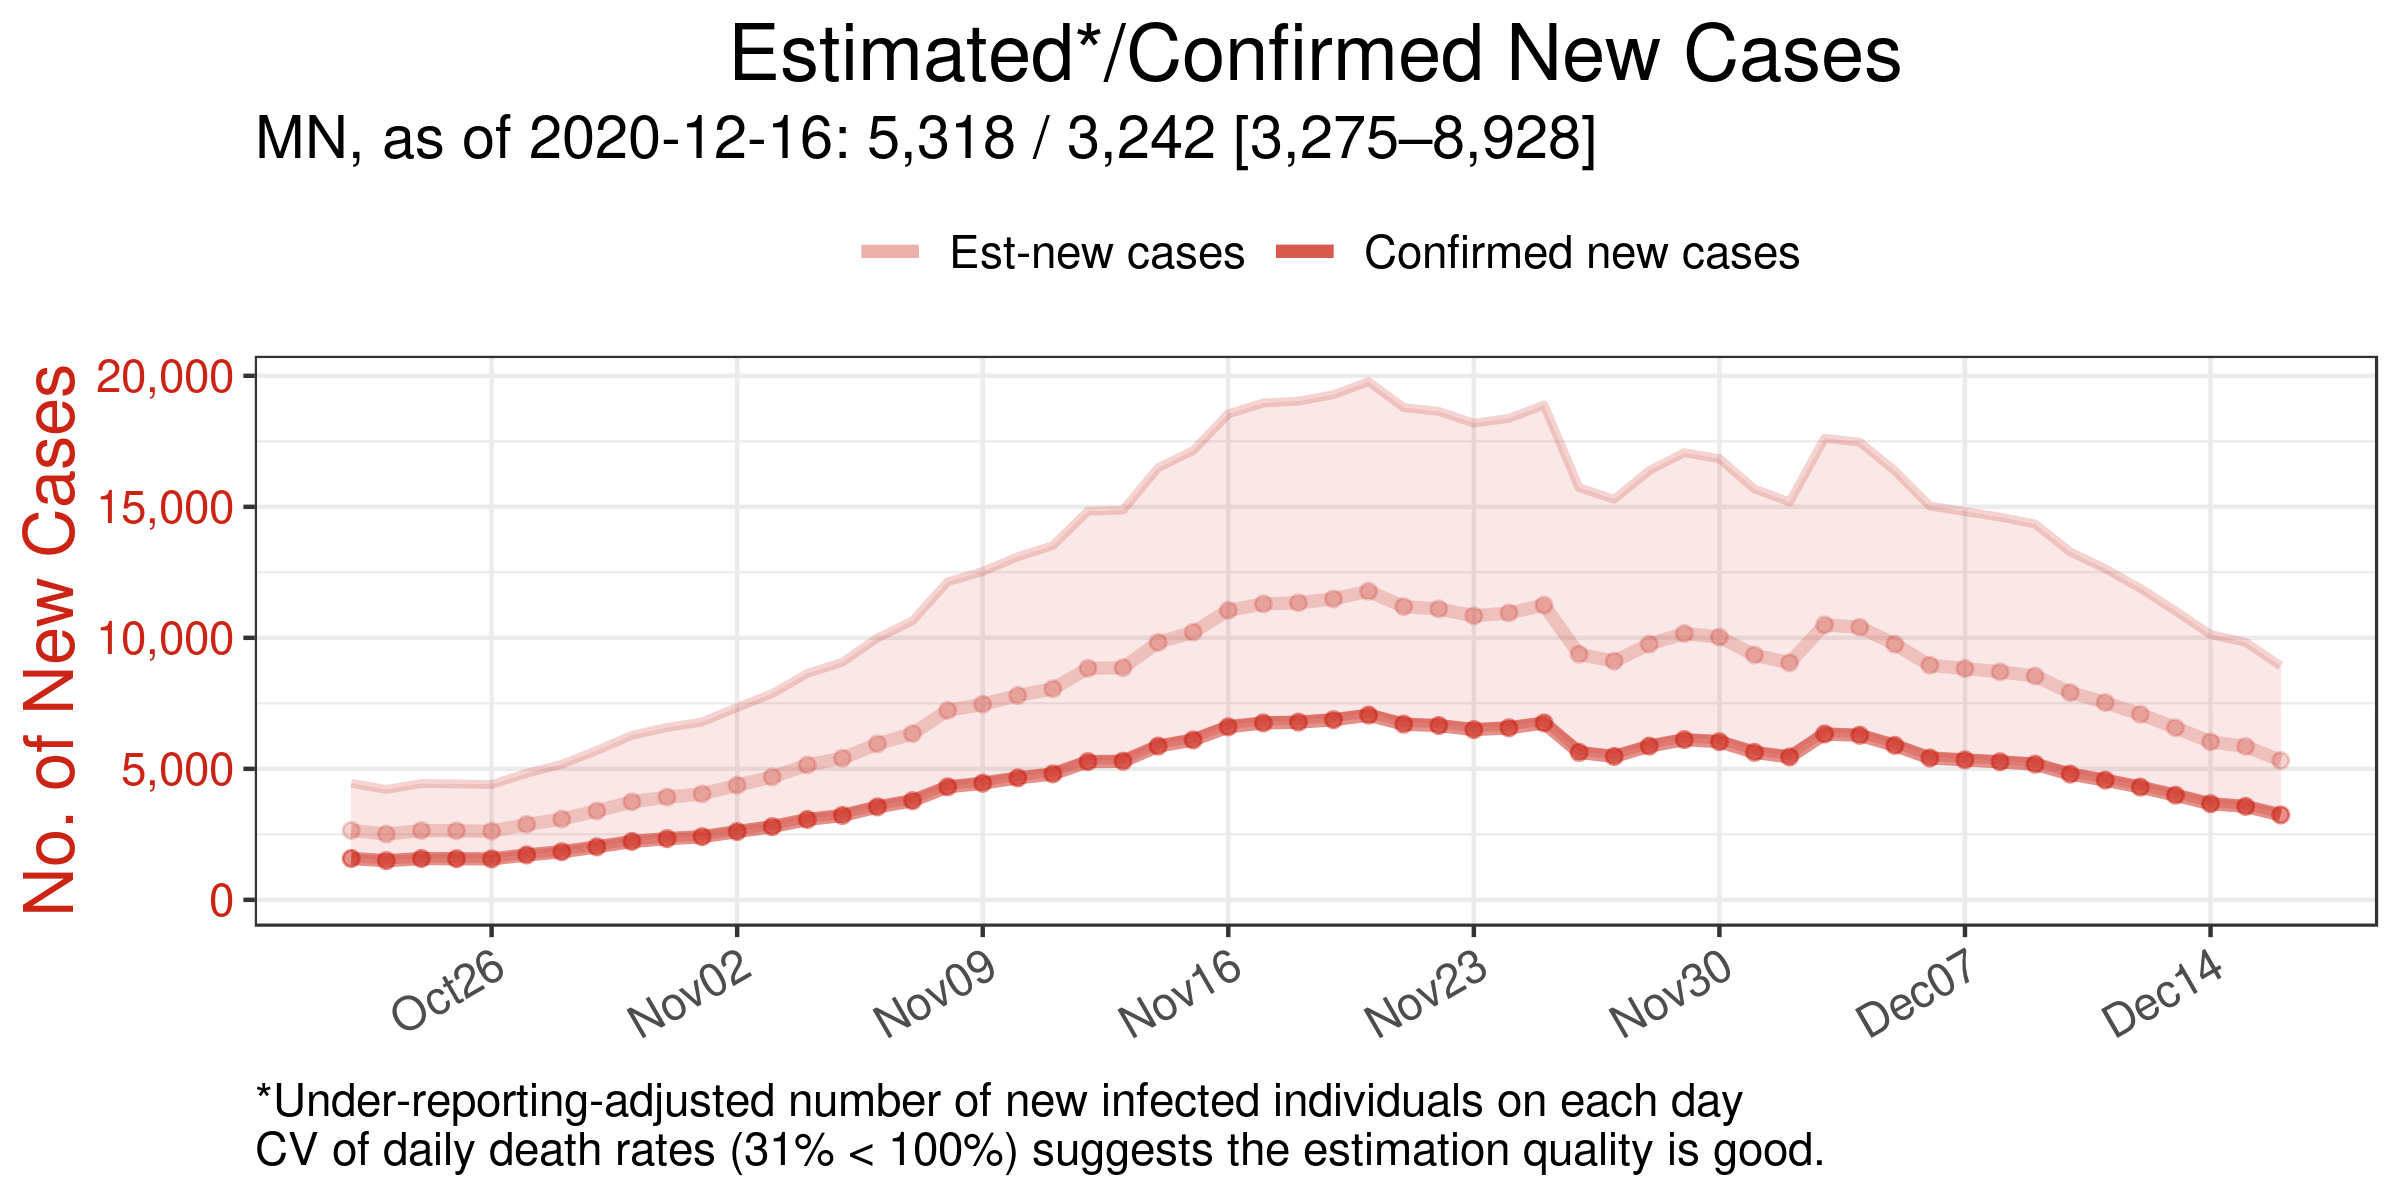 Estimated*/Confirmed New Cases
MN, as of 2020-12-16: 5,318 / 3,242 [3,275–8,928]
Est-new cases
Confirmed new cases
No. of New Cases
20,000
15,000
10,000
5,000
0
Oct26
Nov02
Nov09
Nov16
Nov23
Nov30
Dec07
Dec14
*Under-reporting-adjusted number of new infected individuals on each day
CV of daily death rates (31% < 100%) suggests the estimation quality is good.